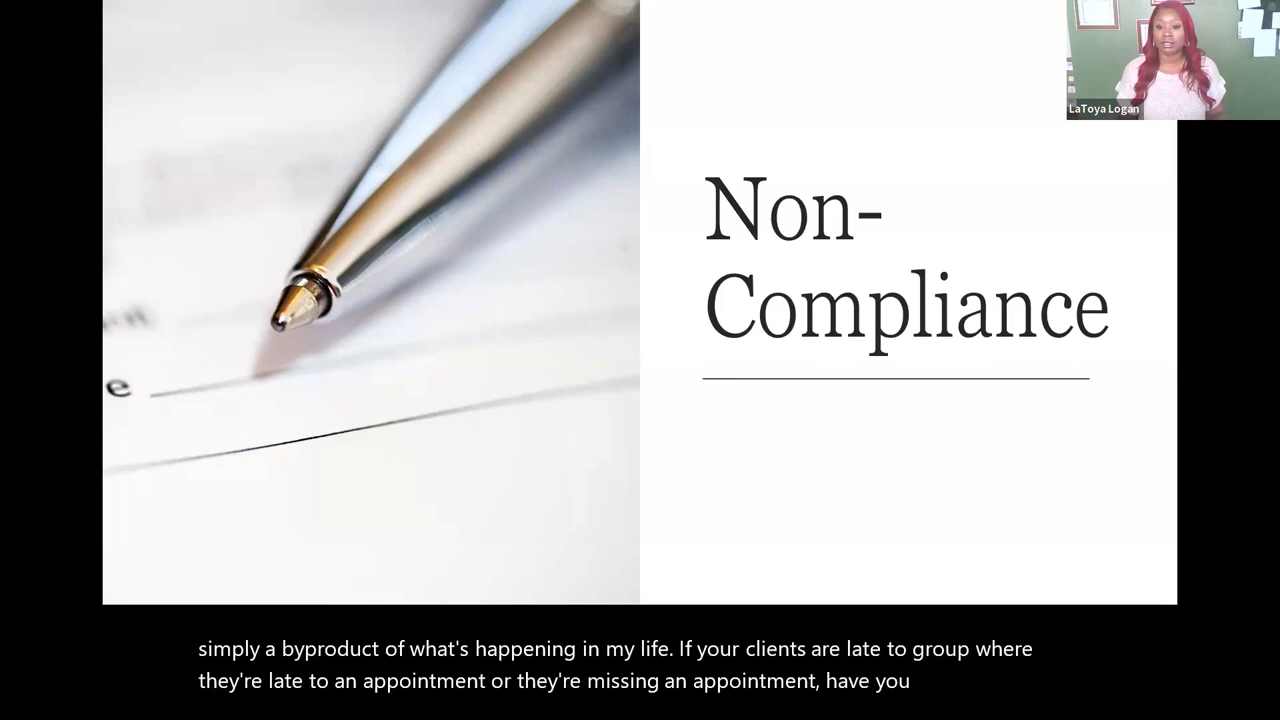 LaToya Logan
Non-
Compliance
e
simply a byproduct of what's happening in my life. If your clients are late to group where
they're late to an appointment or they're missing an appointment, have you